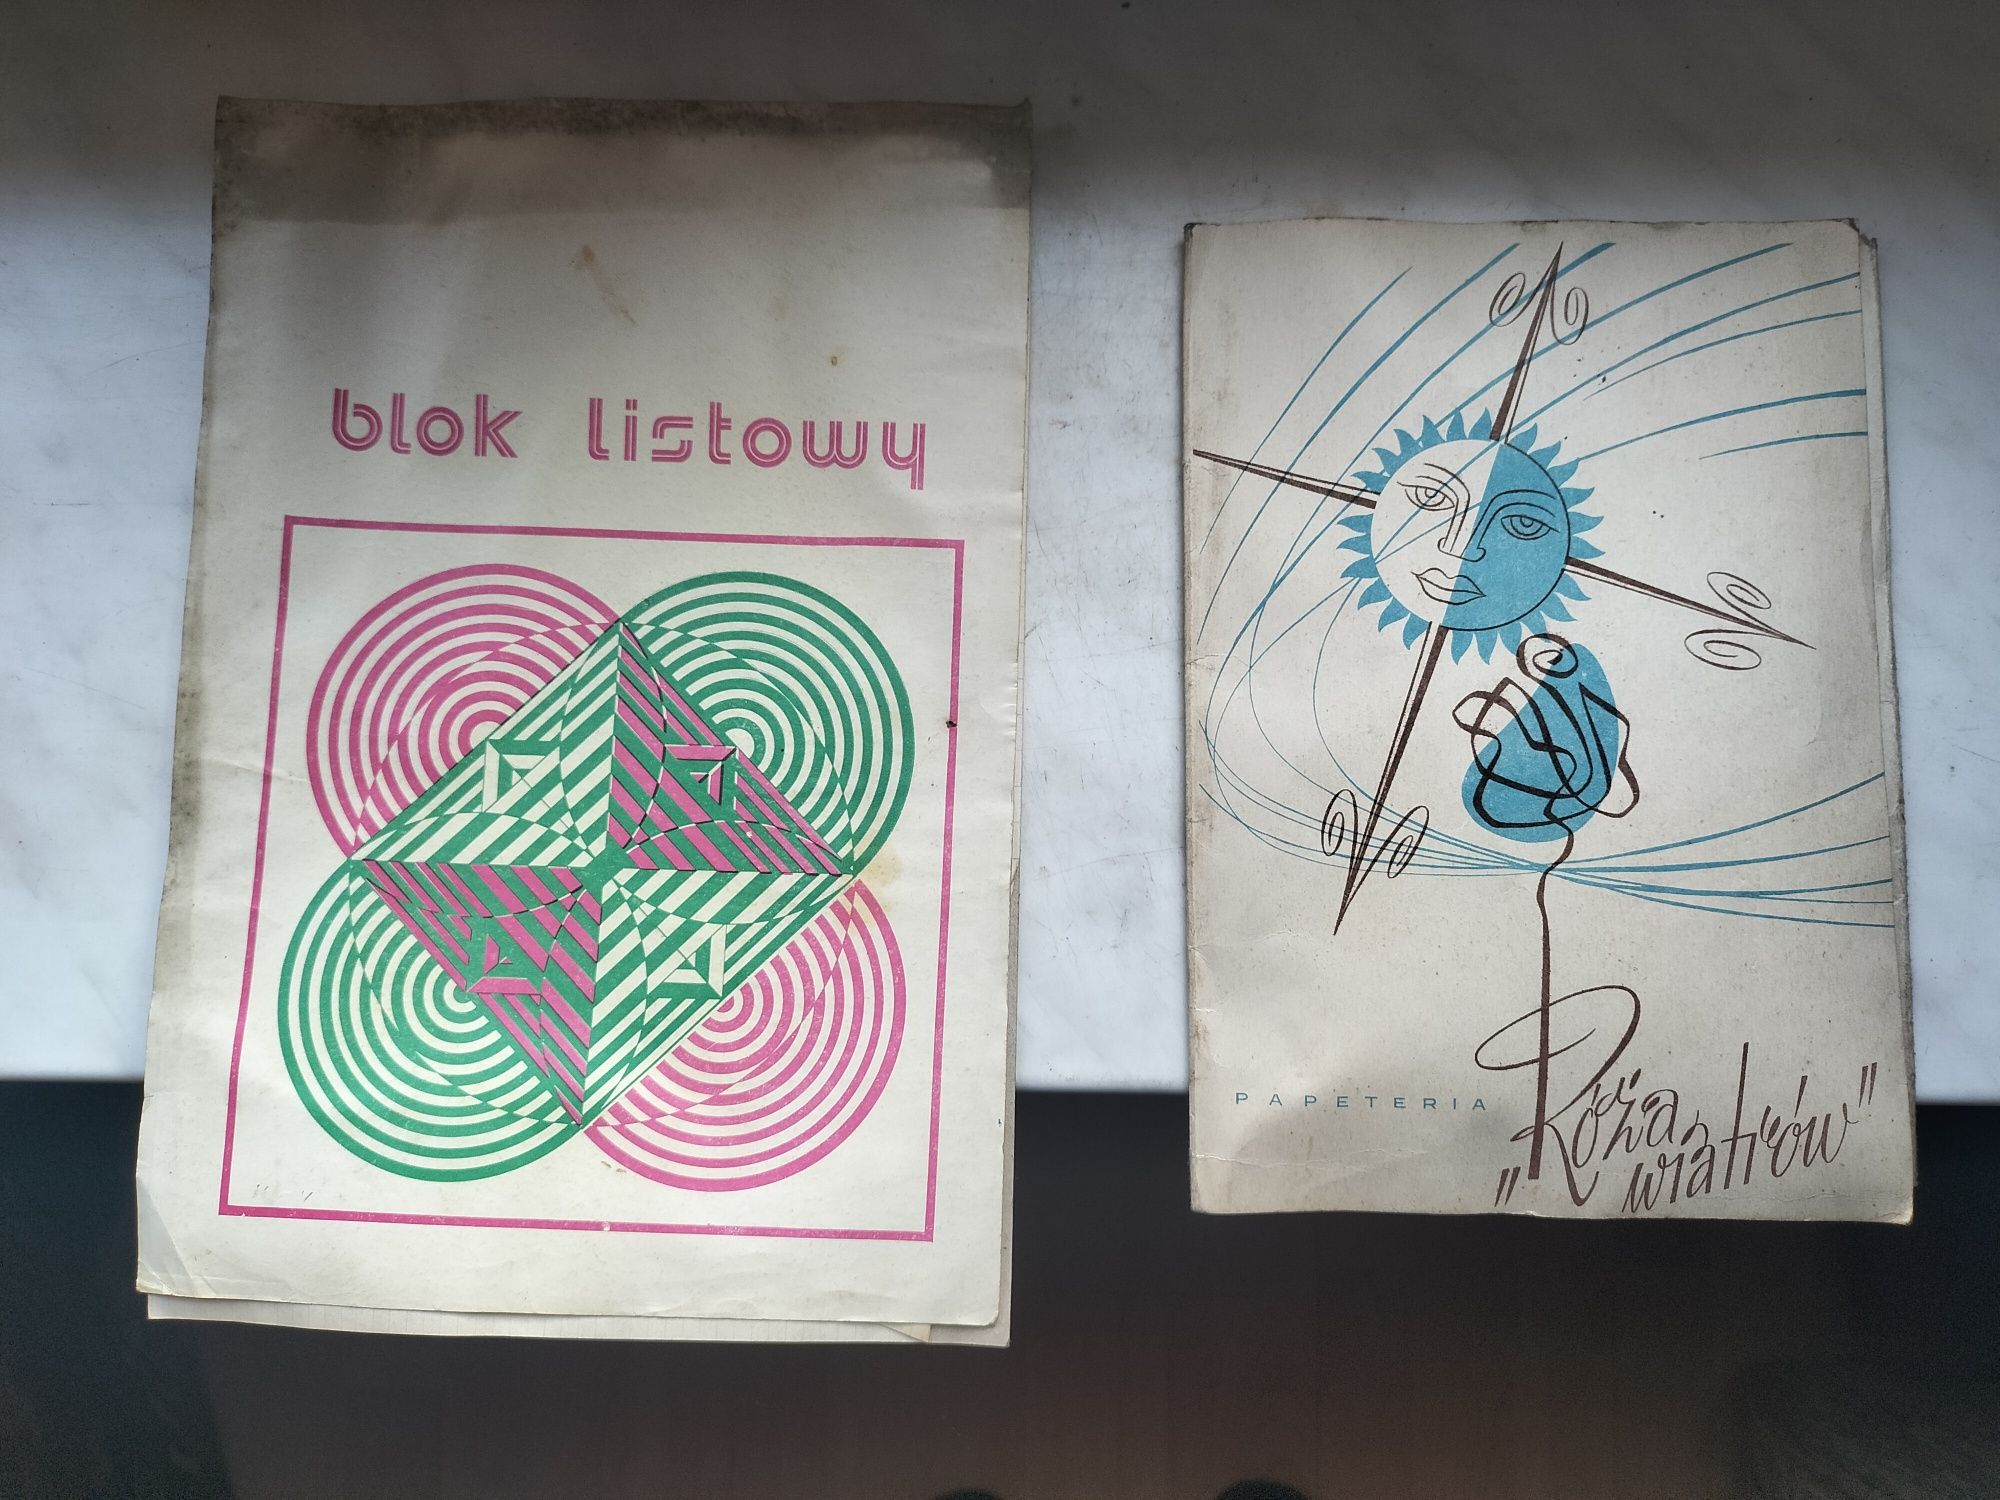 blok listowy
PAPETERIA
"Róża
wiatrów"